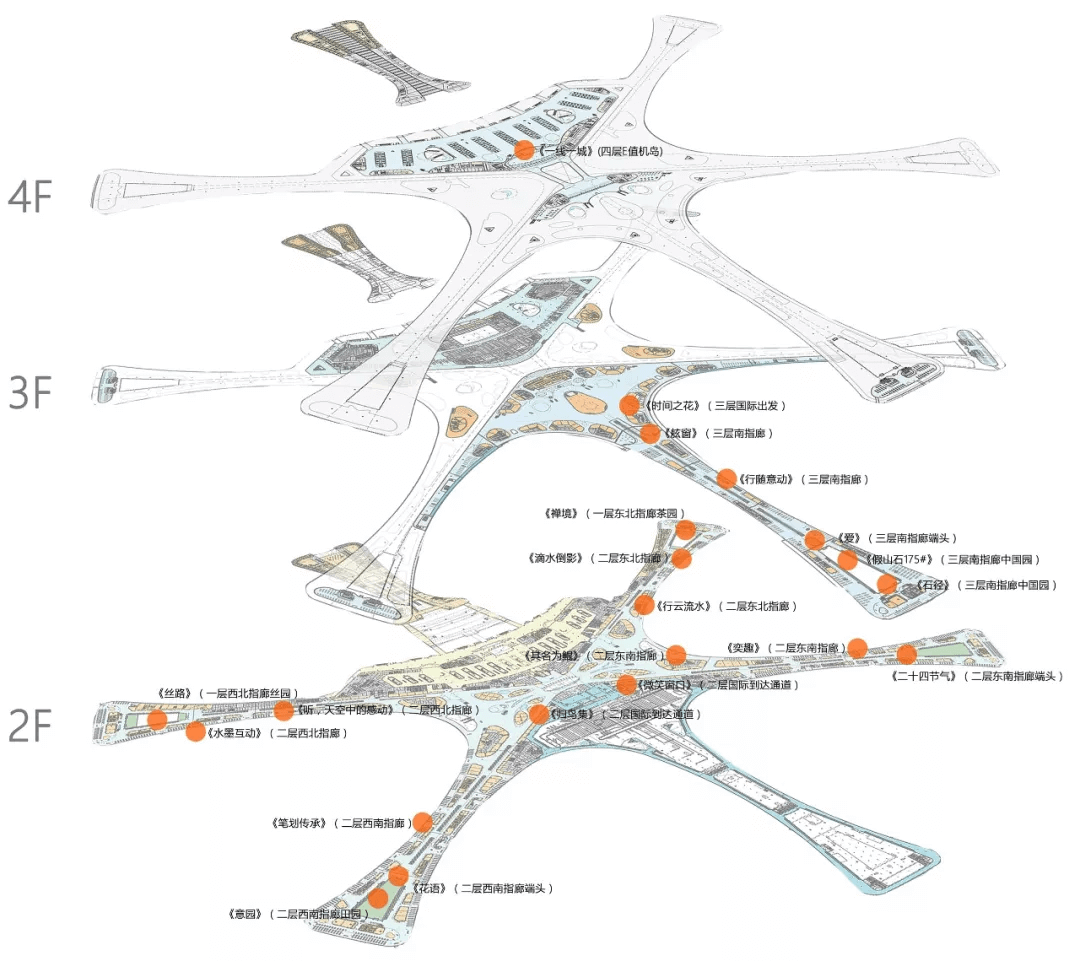 4F
《一线一城》(四层E值机岛)
3F
《时间之花》（三层国际出发）
《舷窗》（三层南指廊）
《行随意动》（三层南指廊）
《爱》（三层南指廊端头）
《假山石175#》（三层南指廊中国园）
《石径》（三层南指廊中国园）
《禅境》（一层东北指廊茶园）
《滴水倒影》（二层东北指廊）
《行云流水》（二层东北指廊）
《其名为鲲》（二层东南指廊）
《奕趣》（二层东南指廊）
《二十四节气》（二层东南指廊端头）
《微笑窗口》（二层国际到达通道）
2F
《丝路》（一层西北指廊丝园）
《听，天空中的感动》（二层西北指廊）
《归鸟集》（二层国际到达通道）
《水墨互动》（二层西北指廊）
《笔划传承》（二层西南指廊）
《花语》（二层西南指廊端头）
《意园》（二层西南指廊田园）